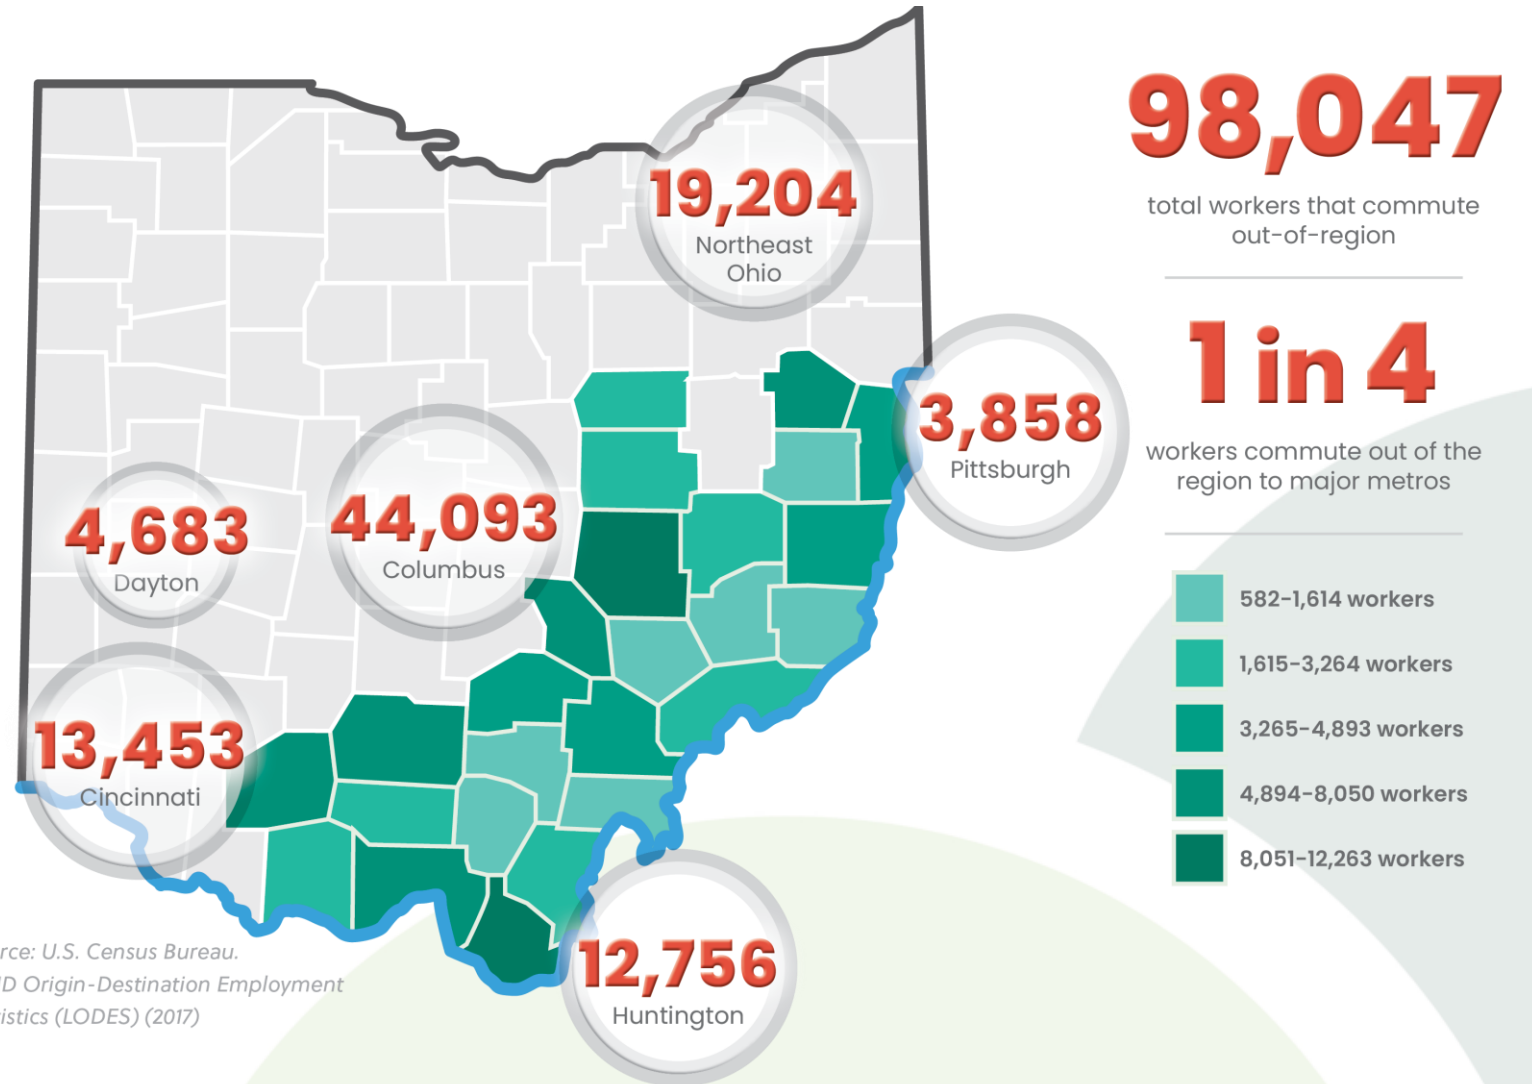 98,047
total workers that commute
out-of-region
1 in 4
workers commute out of the
region to major metros
19,204
Northeast
Ohio
3,858
Pittsburgh
44,093
Columbus
4,683
Dayton
13,453
Cincinnati
12,756
Huntington
582-1,614 workers
1,615-3,264 workers
3,265-4,893 workers
4,894-8,050 workers
8,051-12,263 workers
rce: U.S. Census Bureau.
D Origin-Destination Employment
istics (LODES) (2017)